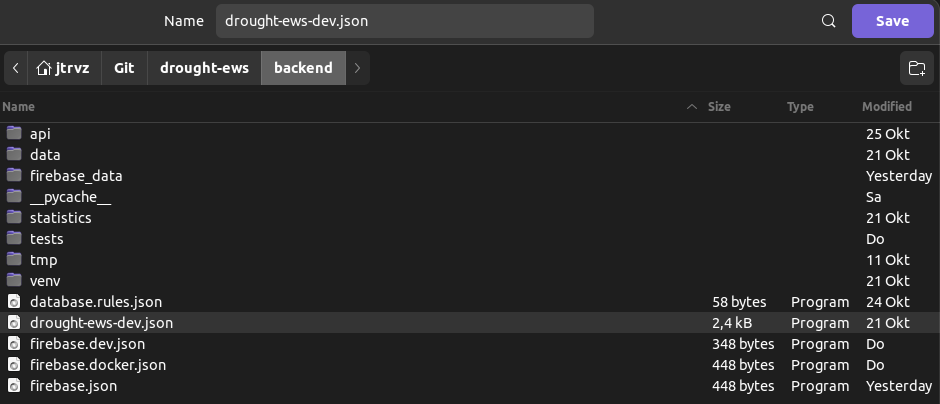 Name drought-ews-dev.json Save
jtrvz Git drought-ews backend
Name Size Type Modified
api 25 Okt
data 21 Okt
firebase_data Yesterday
__pycache__ Sa
statistics 21 Okt
tests Do
tmp 11 Okt
venv 21 Okt
database.rules.json 58 bytes Program 24 Okt
drought-ews-dev.json 2,4 kB Program 21 Okt
firebase.dev.json 348 bytes Program Do
firebase.docker.json 448 bytes Program Do
firebase.json 448 bytes Program Yesterday